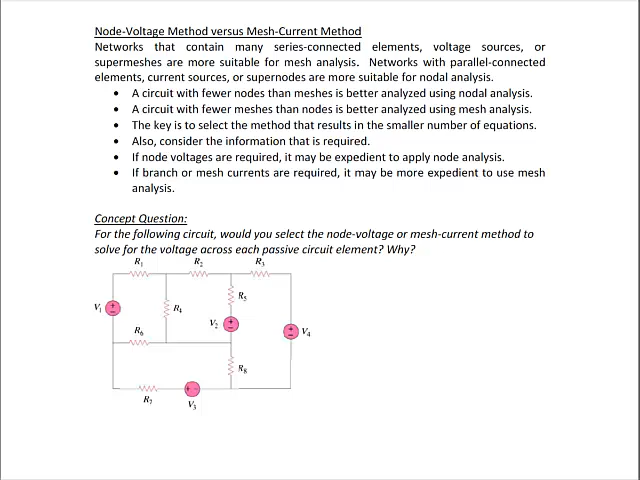 Node-Voltage Method versus Mesh-Current Method
Networks that contain many series-connected elements, voltage sources, or
supermeshes are more suitable for mesh analysis. Networks with parallel-connected
elements, current sources, or supernodes are more suitable for nodal analysis.
• A circuit with fewer nodes than meshes is better analyzed using nodal analysis.
• A circuit with fewer meshes than nodes is better analyzed using mesh analysis.
• The key is to select the method that results in the smaller number of equations.
• Also, consider the information that is required.
• If node voltages are required, it may be expedient to apply node analysis.
• If branch or mesh currents are required, it may be more expedient to use mesh
analysis.
Concept Question:
For the following circuit, would you select the node-voltage or mesh-current method to
solve for the voltage across each passive circuit element? Why?
R1 R2 R3
R5
V1 + − R4
V2 + −
+ − V4
R6
R8
+ −
R7
V3